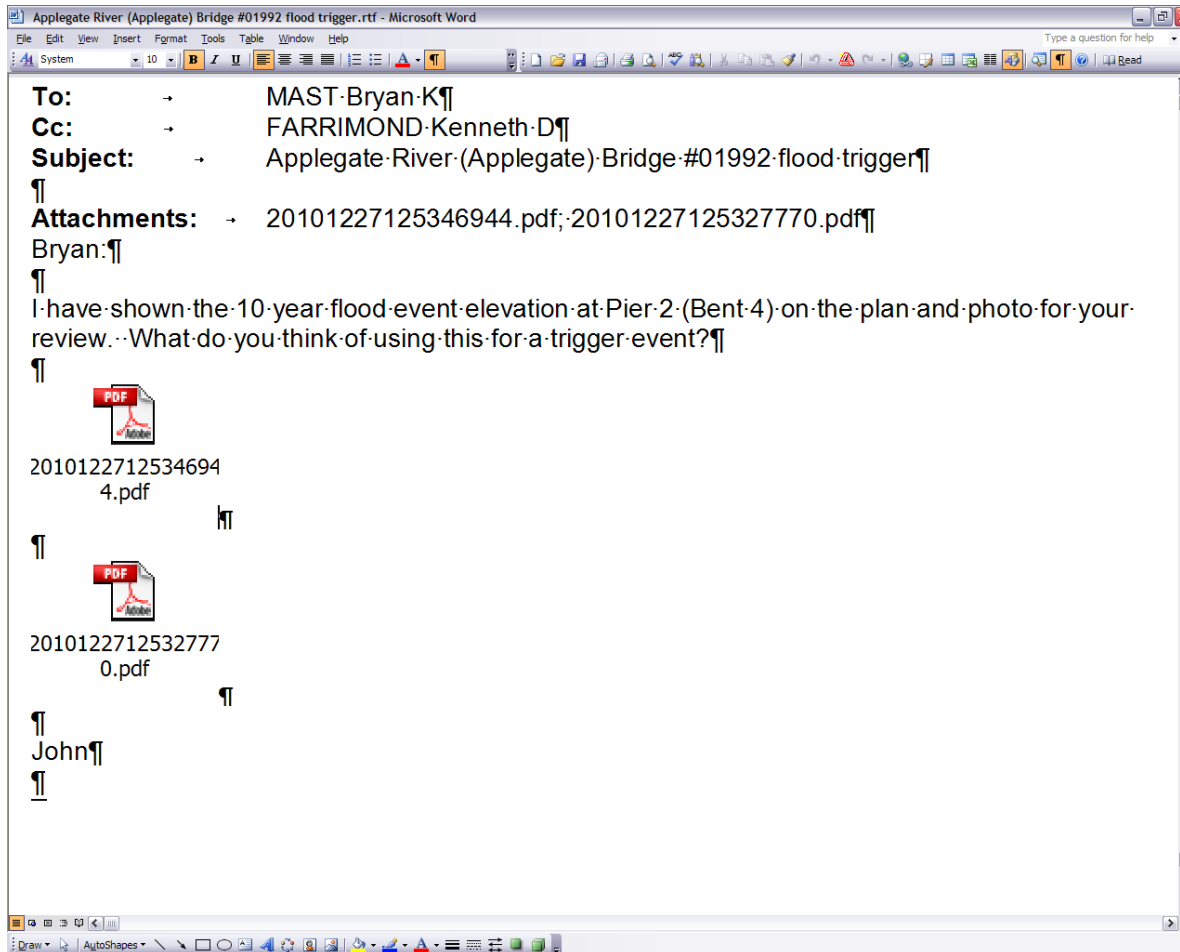 Applegate River (Applegate) Bridge #01992 flood trigger.rtf - Microsoft Word
File Edit View Insert Format Tools Table Window Help
Type a question for help
System 10 B I U A ¶ ABC ¶ Read
To: → MAST·Bryan·K¶
Cc: → FARRIMOND·Kenneth·D¶
Subject: → Applegate·River·(Applegate)·Bridge·#01992·flood·trigger¶
¶
Attachments: → 20101227125346944.pdf;·20101227125327770.pdf¶
Bryan:¶
¶
I·have·shown·the·10·year·flood·event·elevation·at·Pier·2·(Bent·4)·on·the·plan·and·photo·for·your·
review.··What·do·you·think·of·using·this·for·a·trigger·event?¶
¶
PDF
Adobe
2010122712534694
4.pdf
¶
¶
PDF
Adobe
2010122712532777
0.pdf
¶
¶
John¶
¶
Draw AutoShapes A A